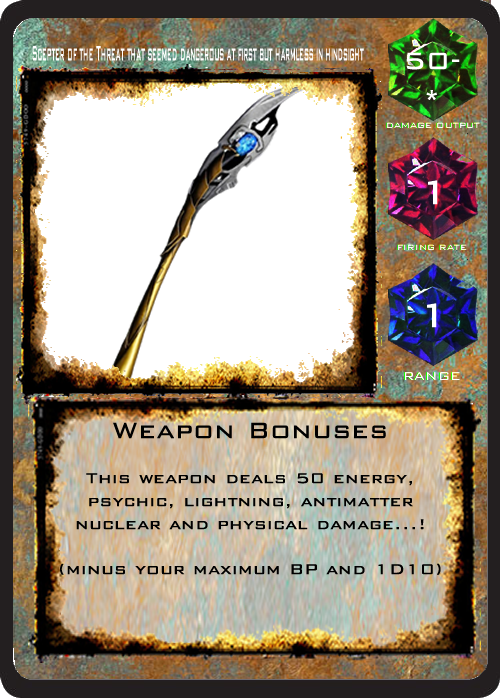 Scepter of the Threat that seemed dangerous at first but harmless in hindsight
50-
*
DAMAGE OUTPUT
1
FIRING RATE
1
RANGE
Weapon Bonuses
This weapon deals 50 energy,
psychic, lightning, antimatter
nuclear and physical damage...!
(minus your maximum BP and 1D10)